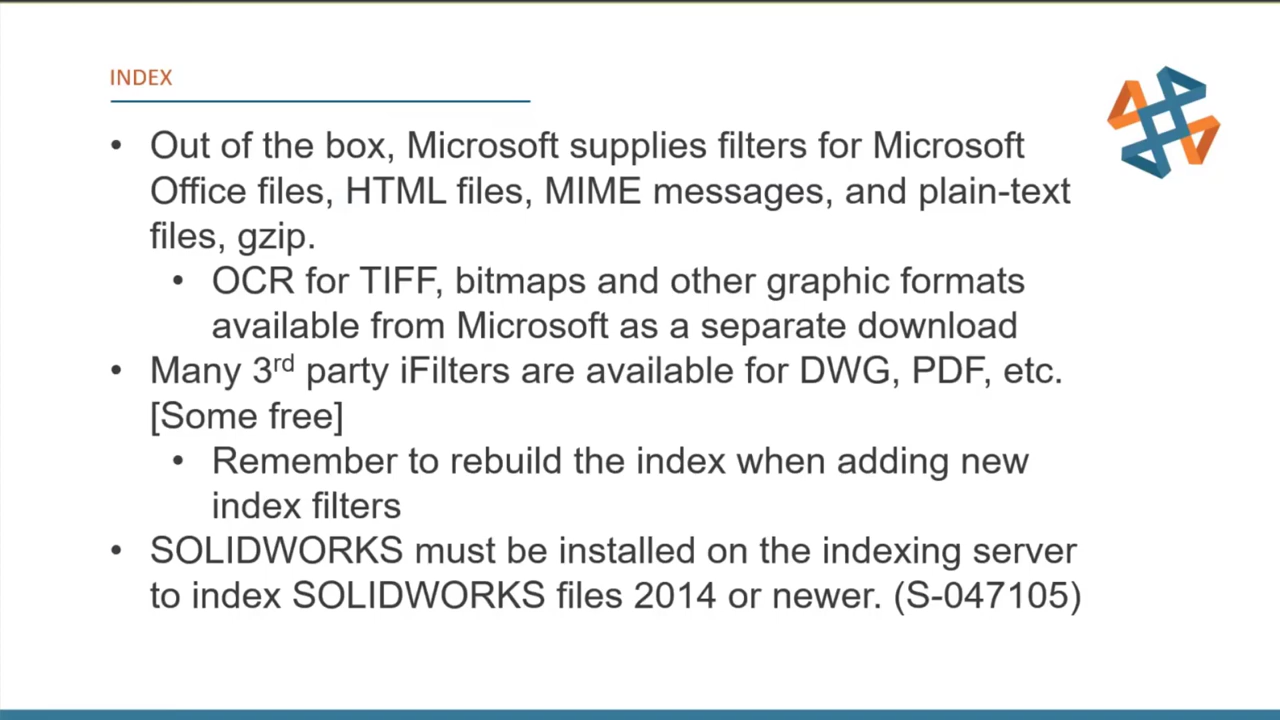 INDEX
• Out of the box, Microsoft supplies filters for Microsoft
Office files, HTML files, MIME messages, and plain-text
files, gzip.
• OCR for TIFF, bitmaps and other graphic formats
available from Microsoft as a separate download
• Many 3rd party iFilters are available for DWG, PDF, etc.
[Some free]
• Remember to rebuild the index when adding new
index filters
• SOLIDWORKS must be installed on the indexing server
to index SOLIDWORKS files 2014 or newer. (S-047105)